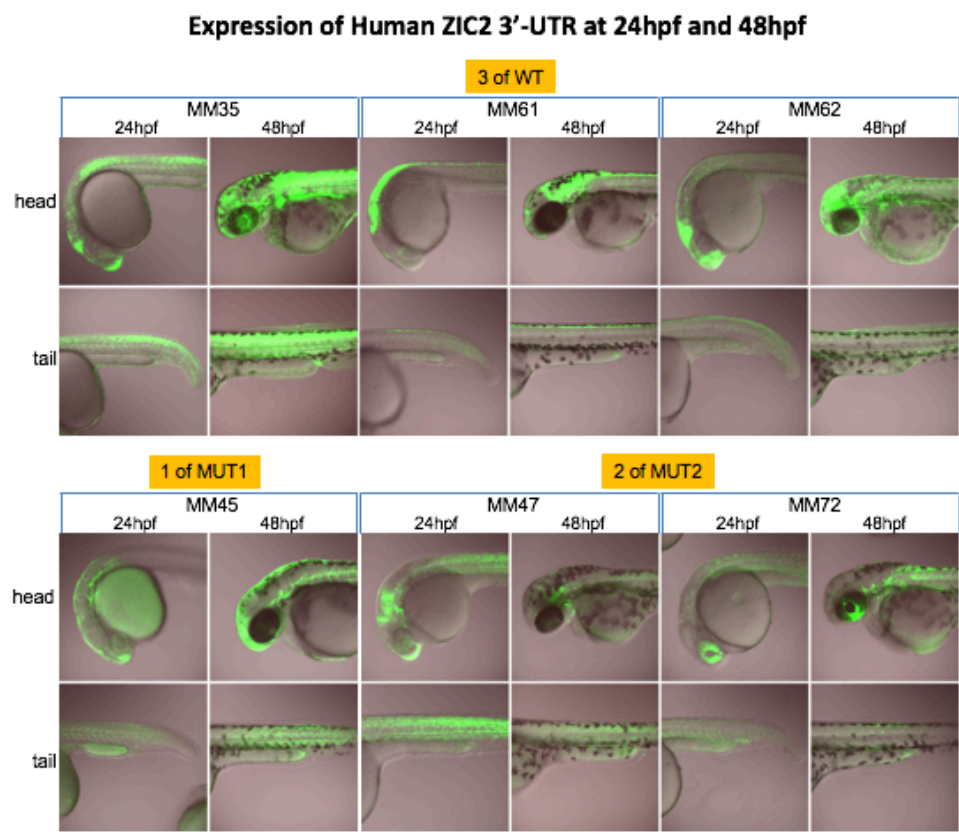 Expression of Human ZIC2 3’-UTR at 24hpf and 48hpf
3 of WT
MM35 MM61 MM62
24hpf 48hpf 24hpf 48hpf 24hpf 48hpf
head
tail
1 of MUT1 2 of MUT2
MM45 MM47 MM72
24hpf 48hpf 24hpf 48hpf 24hpf 48hpf
head
tail